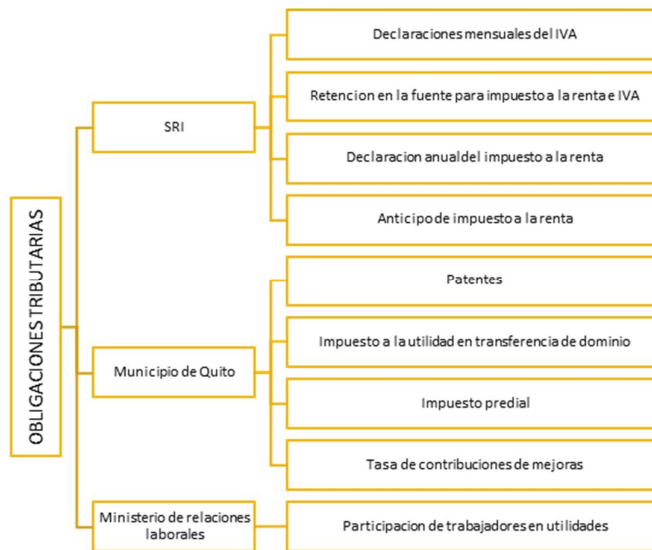 OBLIGACIONES TRIBUTARIAS
SRI
Declaraciones mensuales del IVA
Retencion en la fuente para impuesto a la renta e IVA
Declaracion anual del impuesto a la renta
Anticipo de impuesto a la renta
Municipio de Quito
Patentes
Impuesto a la utilidad en transferencia de dominio
Impuesto predial
Tasa de contribuciones de mejoras
Ministerio de relaciones
laborales
Participacion de trabajadores en utilidades